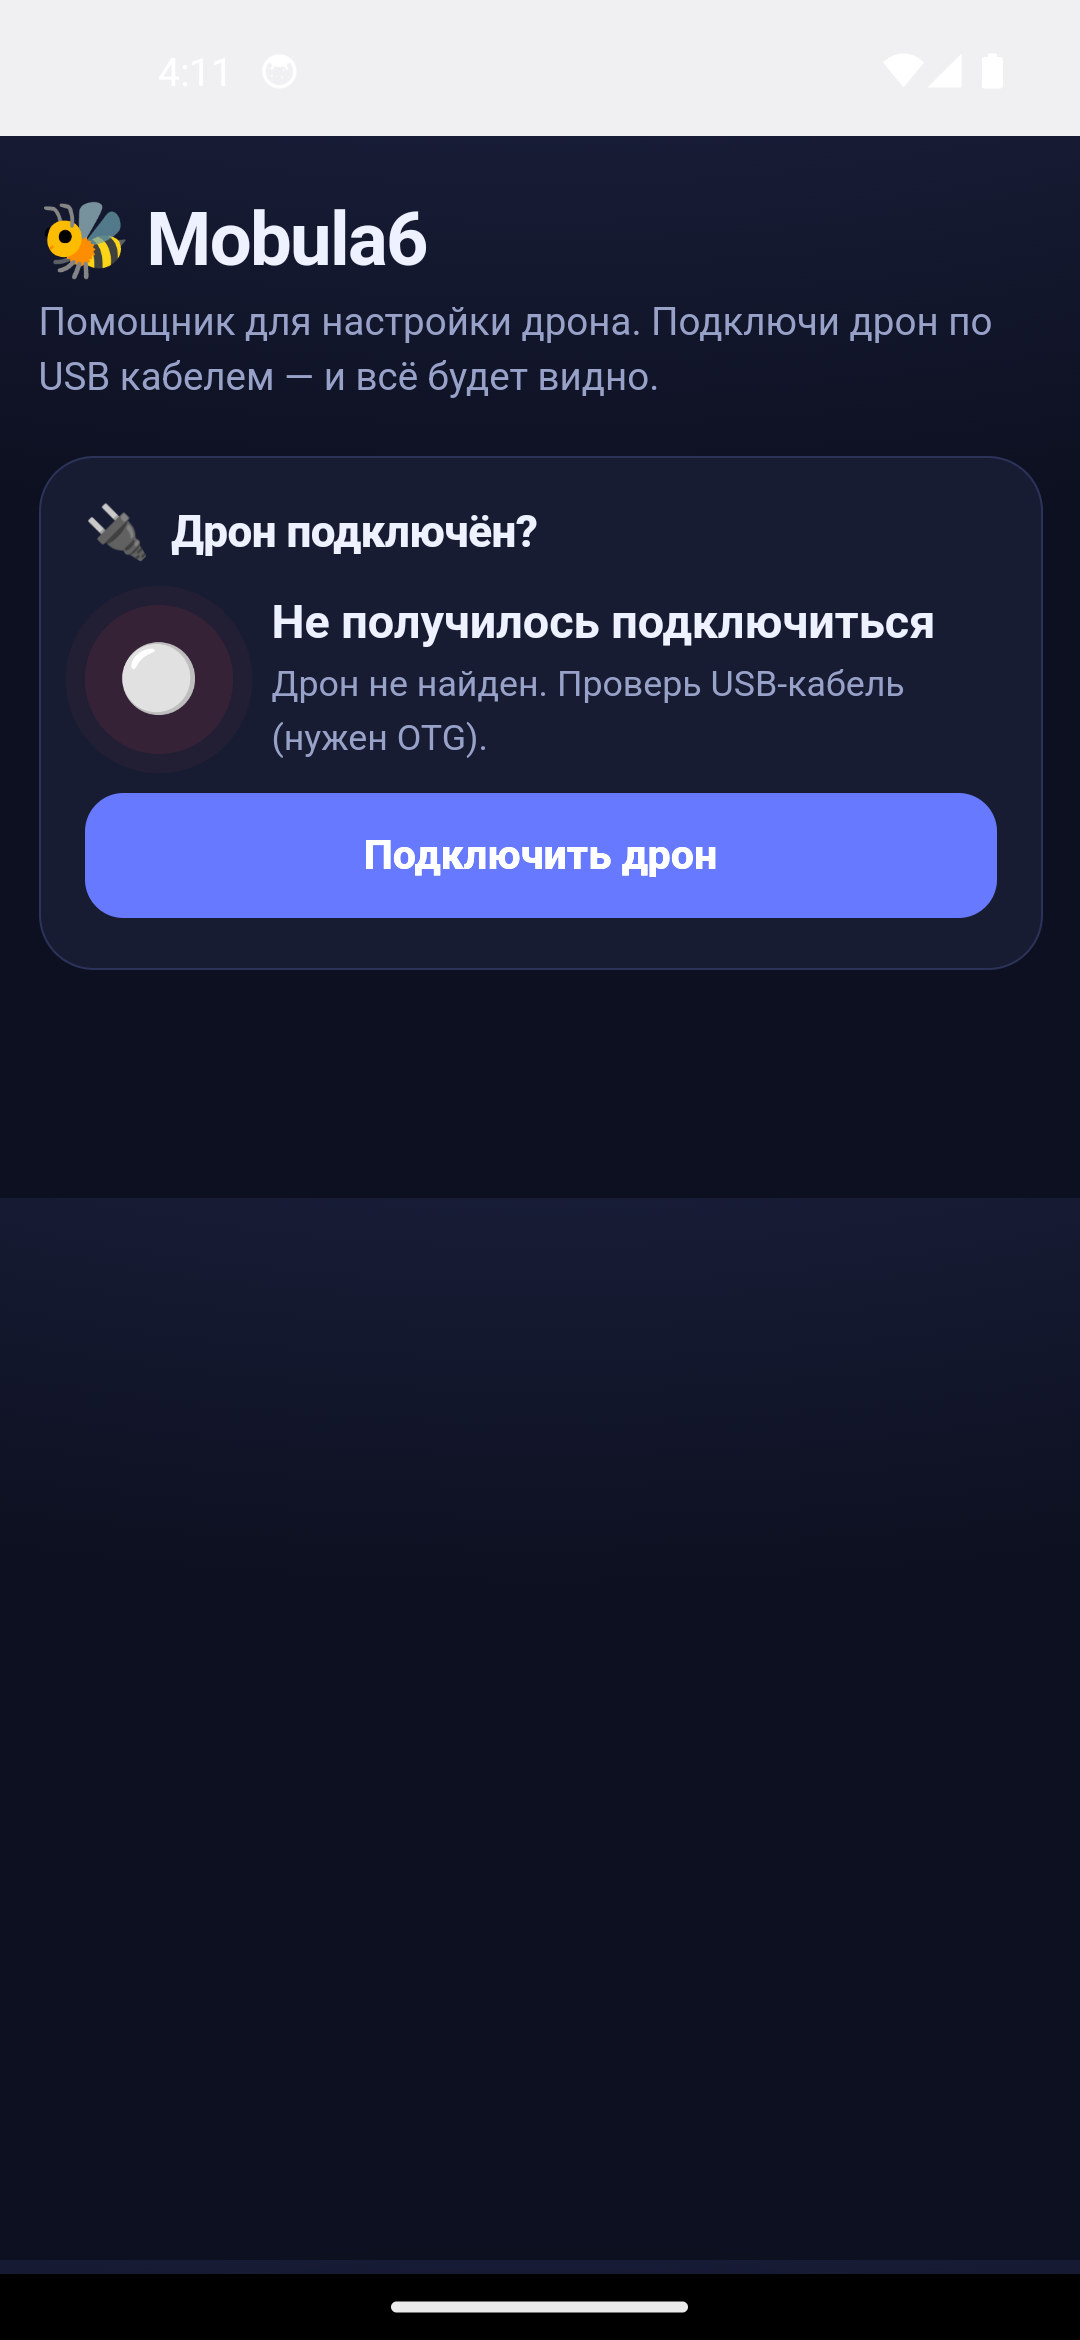 4:11
Mobula6
Помощник для настройки дрона. Подключи дрон по
USB кабелем — и всё будет видно.
Дрон подключён?
Не получилось подключиться
Дрон не найден. Проверь USB-кабель
(нужен OTG).
Подключить дрон